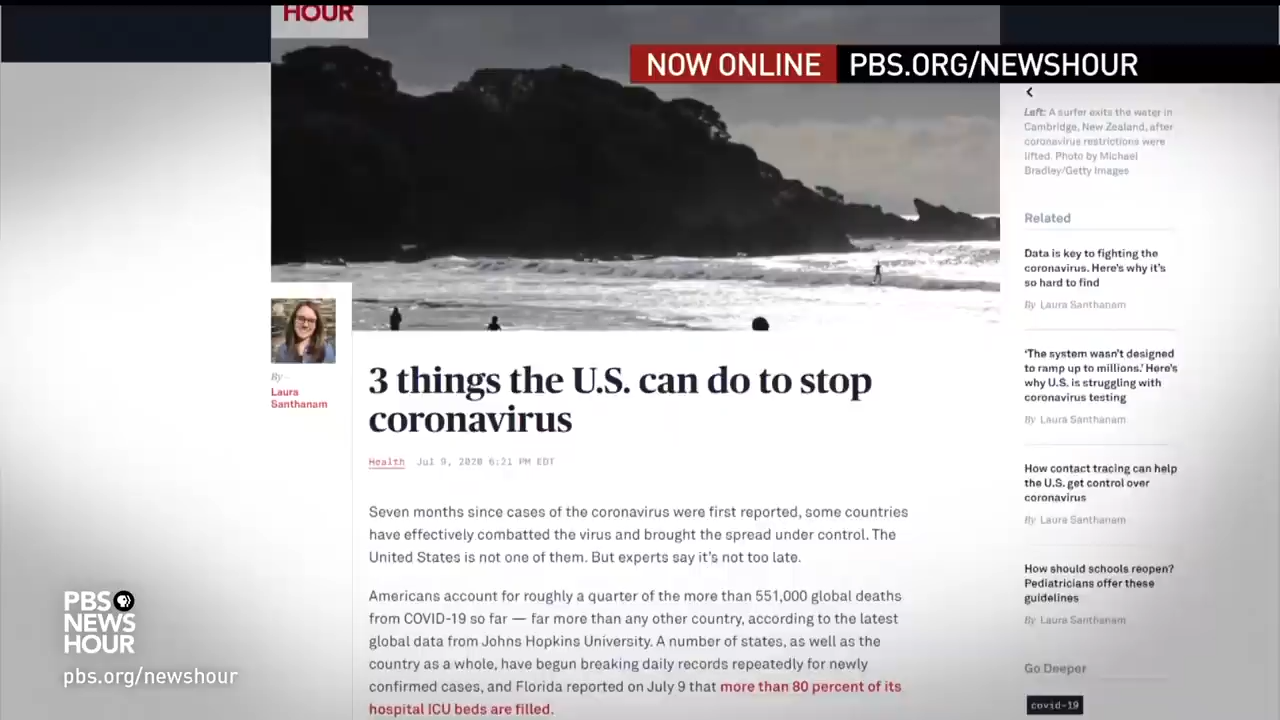 HOUR
NOW ONLINE PBS.ORG/NEWSHOUR
Left: A surfer exits the water in
Cambridge, New Zealand, after
coronavirus restrictions were
lifted. Photo by Michael
Bradley/Getty Images
Related
Data is key to fighting the
coronavirus. Here's why it's
so hard to find
By Laura Santhanam
'The system wasn't designed
to ramp up to millions.' Here's
why U.S. is struggling with
coronavirus testing
By Laura Santhanam
How contact tracing can help
the U.S. get control over
coronavirus
By Laura Santhanam
How should schools reopen?
Pediatricians offer these
guidelines
By Laura Santhanam
Go Deeper
covid-19
By —
Laura
Santhanam
3 things the U.S. can do to stop
coronavirus
Health Jul 9, 2020 6:21 PM EDT
Seven months since cases of the coronavirus were first reported, some countries
have effectively combatted the virus and brought the spread under control. The
United States is not one of them. But experts say it's not too late.
Americans account for roughly a quarter of the more than 551,000 global deaths
from COVID-19 so far — far more than any other country, according to the latest
global data from Johns Hopkins University. A number of states, as well as the
country as a whole, have begun breaking daily records repeatedly for newly
confirmed cases, and Florida reported on July 9 that more than 80 percent of its
hospital ICU beds are filled.
PBS
NEWS
HOUR
pbs.org/newshour